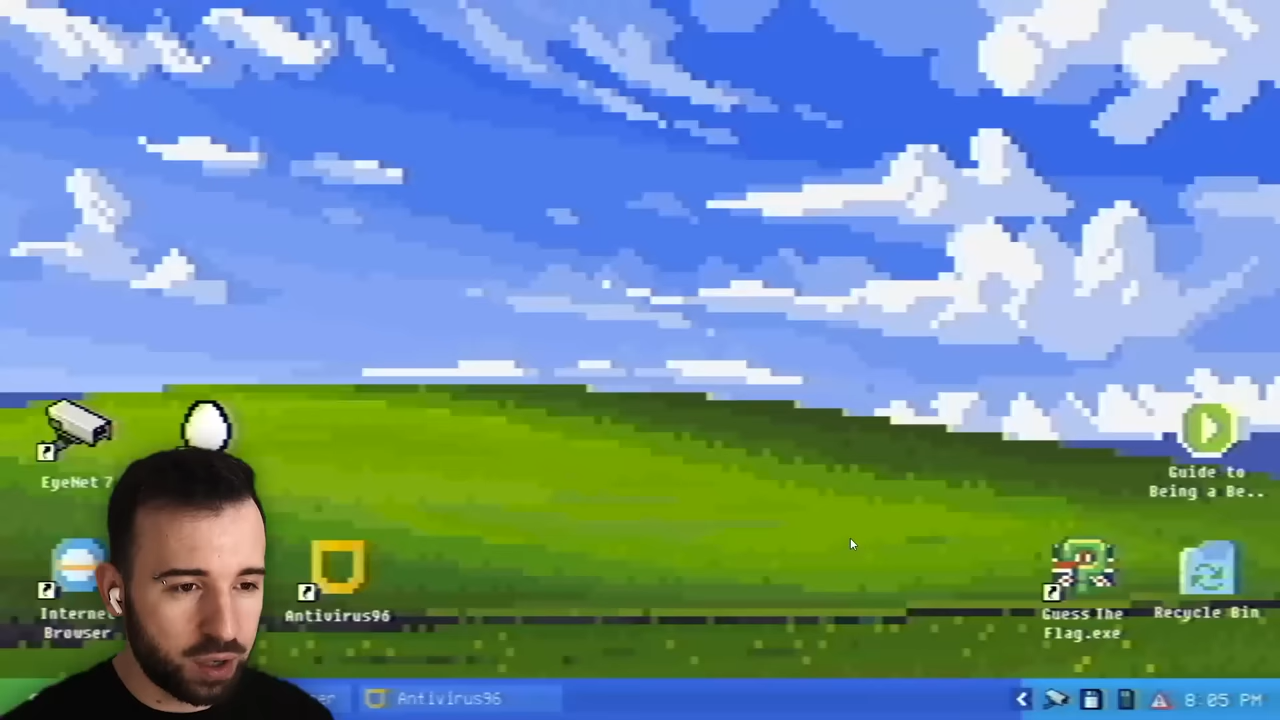 EyeNet 7
Guide to
Being a Be..
Internet
Browser
Antivirus96
Guess The
Flag.exe
Recycle Bin
Antivirus96
8:05 PM